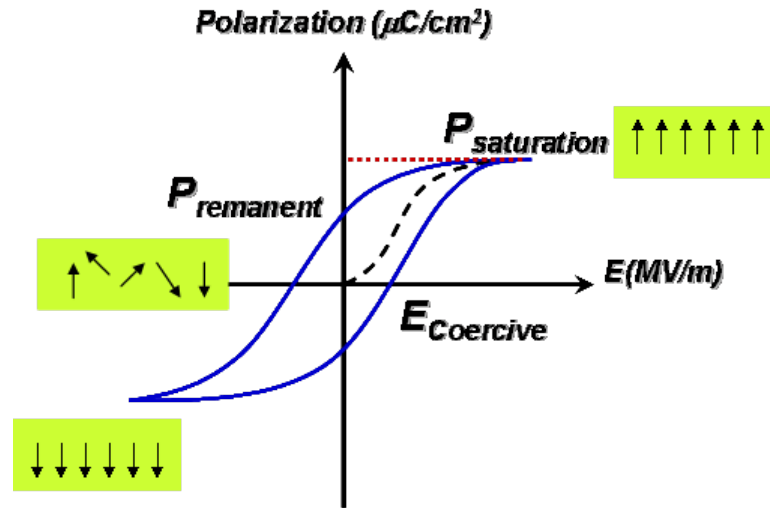 Polarization (μC/cm²)
P saturation
P remanent
E(MV/m)
E Coercive